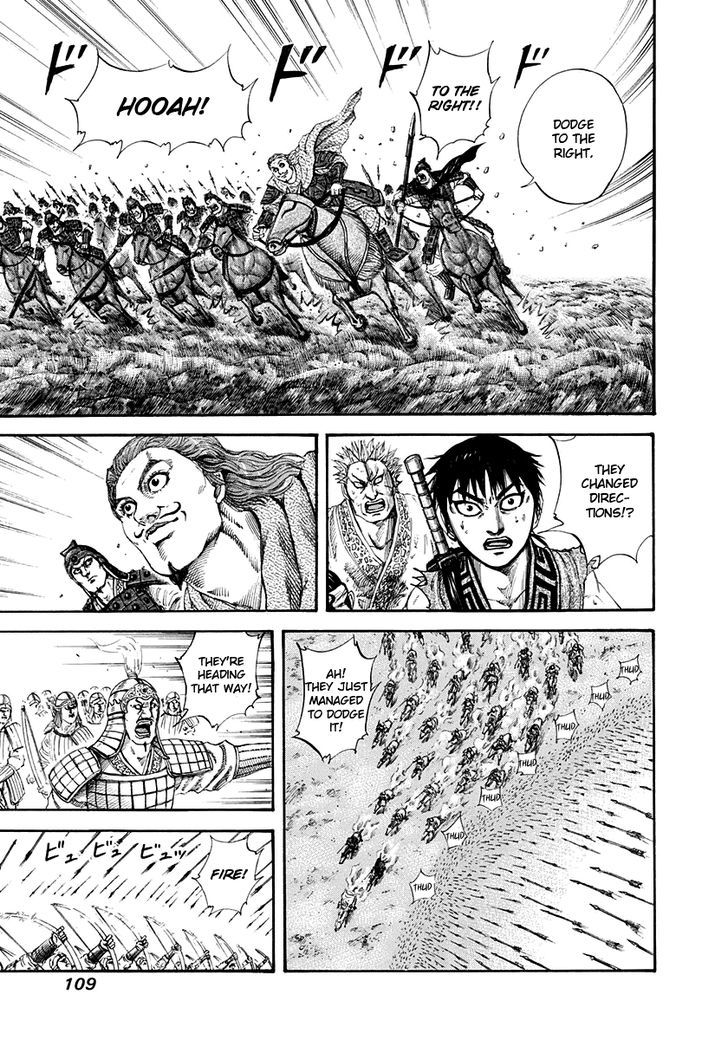 DODGE
TO THE
RIGHT.
ド
TO THE
RIGHT!!
ド
ド
HOOAH!
ド
THEY
CHANGED
DIREC-
TIONS!?
AH!
THEY JUST
MANAGED
TO DODGE
IT!
THUD
THUD
THUD
THUD
THUD
THUD
THEY'RE
HEADING
THAT WAY!
FIRE!
ビュッ
ビュ
ビュ
109